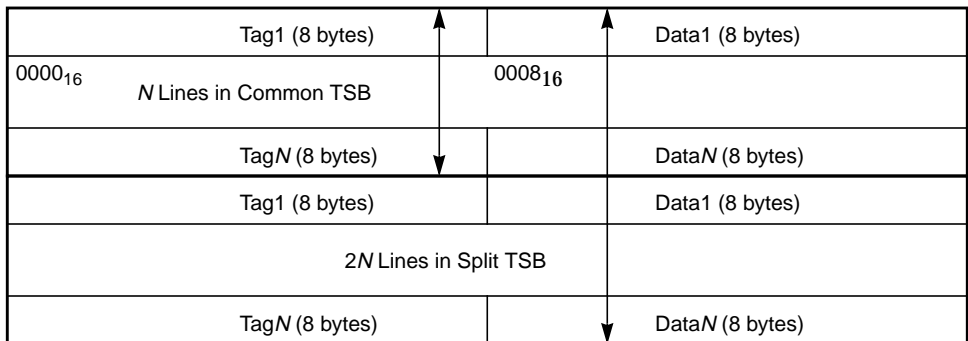 Tag1 (8 bytes) Data1 (8 bytes)
0000₁₆ 0008₁₆
N Lines in Common TSB
TagN (8 bytes) DataN (8 bytes)
Tag1 (8 bytes) Data1 (8 bytes)
2N Lines in Split TSB
TagN (8 bytes) DataN (8 bytes)